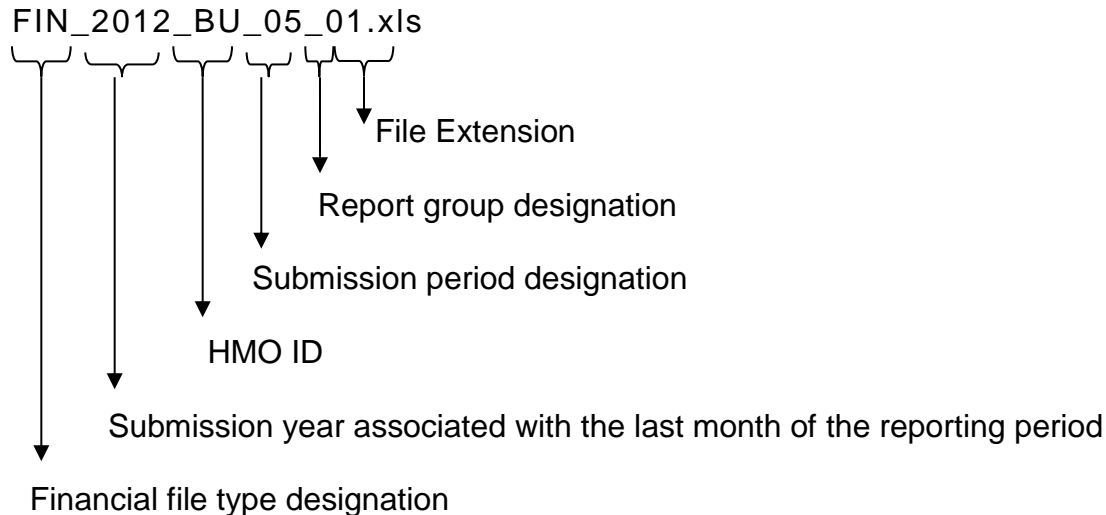 FIN_2012_BU_05_01.xls
File Extension
Report group designation
Submission period designation
HMO ID
Submission year associated with the last month of the reporting period
Financial file type designation